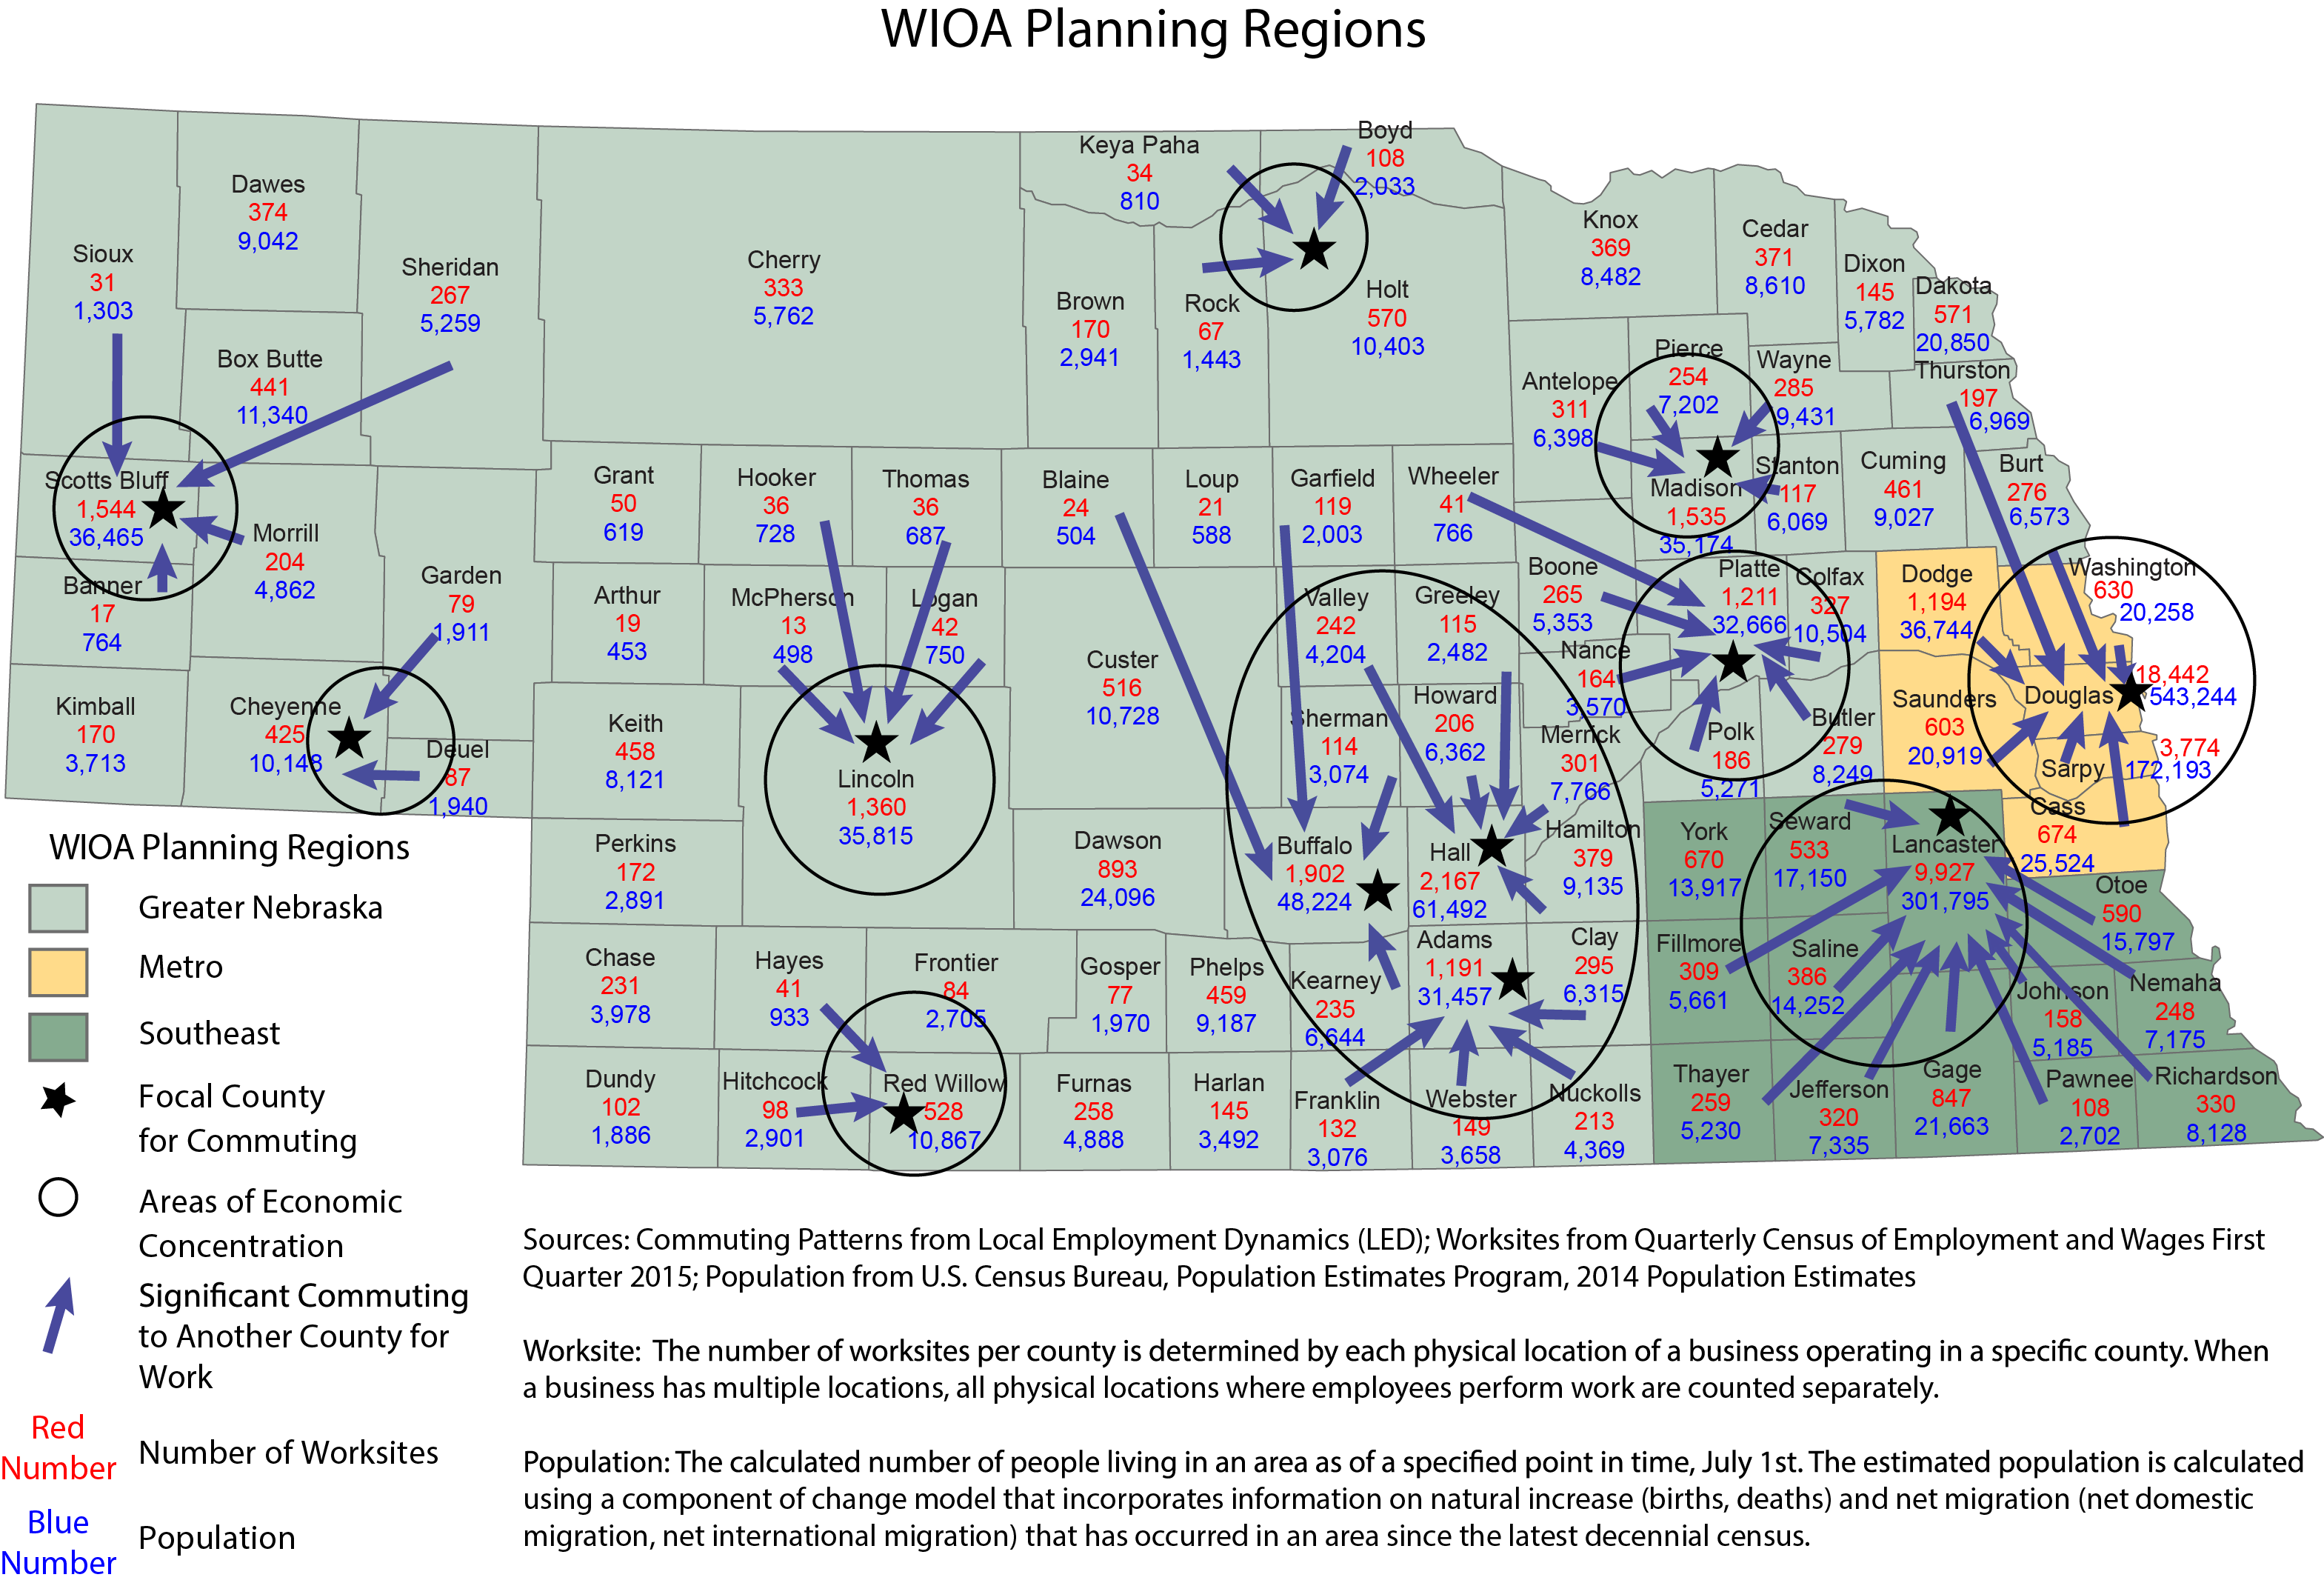 WIOA Planning Regions
Keya Paha
34
810
Boyd
108
2,033
Dawes
374
9,042
Sioux
31
1,303
Sheridan
267
5,259
Cherry
333
5,762
Brown
170
2,941
Rock
67
1,443
Holt
570
10,403
Knox
369
8,482
Cedar
371
8,610
Dixon
145
5,782
Dakota
571
20,850
Box Butte
441
11,340
Antelope
311
6,398
Pierce
254
7,202
Wayne
285
9,431
Thurston
197
6,969
Scotts Bluff
1,544
36,465
Morrill
204
4,862
Grant
50
619
Hooker
36
728
Thomas
36
687
Blaine
24
504
Loup
21
588
Garfield
119
2,003
Wheeler
41
766
Madison
1,535
35,174
Stanton
117
6,069
Cuming
461
9,027
Burt
276
6,573
Banner
17
764
Garden
79
1,911
Arthur
19
453
McPherson
13
498
Logan
42
750
Custer
516
10,728
Valley
242
4,204
Greeley
115
2,482
Boone
265
5,353
Platte
1,211
32,666
Colfax
327
10,504
Dodge
1,194
36,744
Washington
630
20,258
Kimball
170
3,713
Cheyenne
425
10,148
Deuel
87
1,940
Keith
458
8,121
Lincoln
1,360
35,815
Sherman
114
3,074
Howard
206
6,362
Nance
164
3,570
Merrick
301
7,766
Polk
186
5,271
Butler
279
8,249
Saunders
603
20,919
Douglas
18,442
543,244
Sarpy
3,774
172,193
Cass
674
25,524
Perkins
172
2,891
Dawson
893
24,096
Buffalo
1,902
48,224
Hall
2,167
61,492
Hamilton
379
9,135
York
670
13,917
Seward
533
17,150
Lancaster
9,927
301,795
Otoe
590
15,797
Chase
231
3,978
Hayes
41
933
Frontier
84
2,705
Gosper
77
1,970
Phelps
459
9,187
Kearney
235
6,644
Adams
1,191
31,457
Clay
295
6,315
Fillmore
309
5,661
Saline
386
14,252
Johnson
158
5,185
Nemaha
248
7,175
Dundy
102
1,886
Hitchcock
98
2,901
Red Willow
528
10,867
Furnas
258
4,888
Harlan
145
3,492
Franklin
132
3,076
Webster
149
3,658
Nuckolls
213
4,369
Thayer
259
5,230
Jefferson
320
7,335
Gage
847
21,663
Pawnee
108
2,702
Richardson
330
8,128
WIOA Planning Regions
Greater Nebraska
Metro
Southeast
Focal County
for Commuting
Areas of Economic
Concentration
Significant Commuting
to Another County for
Work
Red
Number
Number of Worksites
Blue
Number
Population
Sources: Commuting Patterns from Local Employment Dynamics (LED); Worksites from Quarterly Census of Employment and Wages First
Quarter 2015; Population from U.S. Census Bureau, Population Estimates Program, 2014 Population Estimates
Worksite: The number of worksites per county is determined by each physical location of a business operating in a specific county. When
a business has multiple locations, all physical locations where employees perform work are counted separately.
Population: The calculated number of people living in an area as of a specified point in time, July 1st. The estimated population is calculated
using a component of change model that incorporates information on natural increase (births, deaths) and net migration (net domestic
migration, net international migration) that has occurred in an area since the latest decennial census.